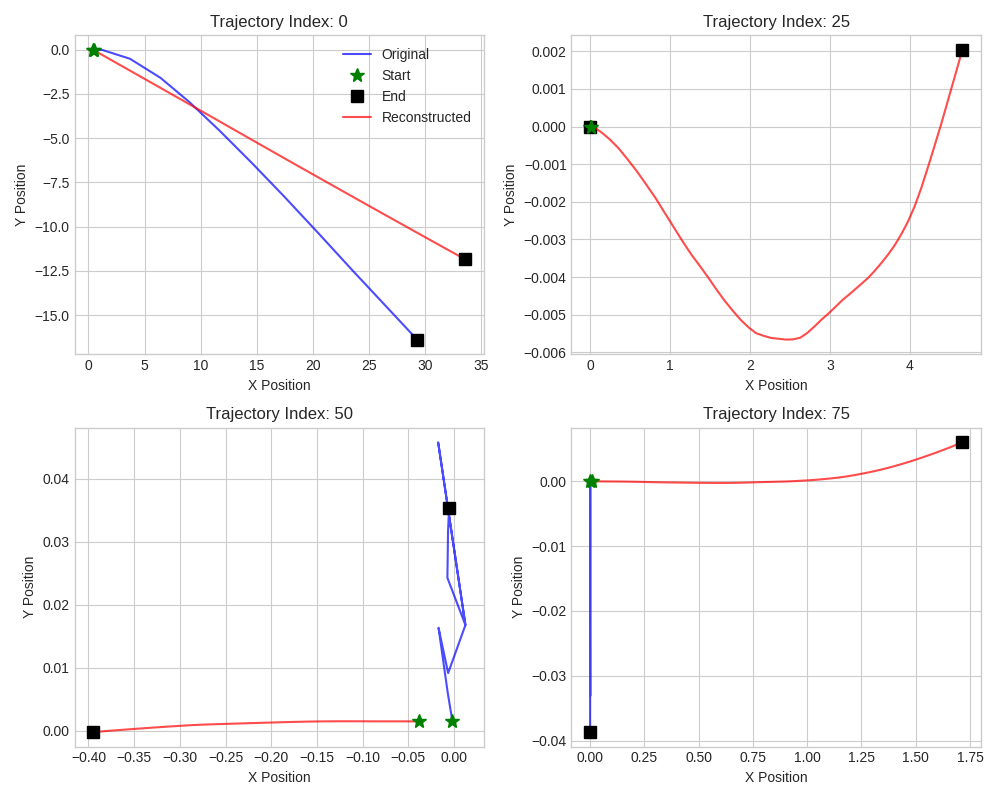 Trajectory Index: 0
0.0
−2.5
−5.0
−7.5
−10.0
−12.5
−15.0
Y Position
Original
Start
End
Reconstructed
0 5 10 15 20 25 30 35
X Position
Trajectory Index: 25
0.002
0.001
0.000
−0.001
−0.002
−0.003
−0.004
−0.005
−0.006
Y Position
0 1 2 3 4
X Position
Trajectory Index: 50
0.04
0.03
0.02
0.01
0.00
Y Position
−0.40 −0.35 −0.30 −0.25 −0.20 −0.15 −0.10 −0.05 0.00
X Position
Trajectory Index: 75
0.00
−0.01
−0.02
−0.03
−0.04
Y Position
0.00 0.25 0.50 0.75 1.00 1.25 1.50 1.75
X Position